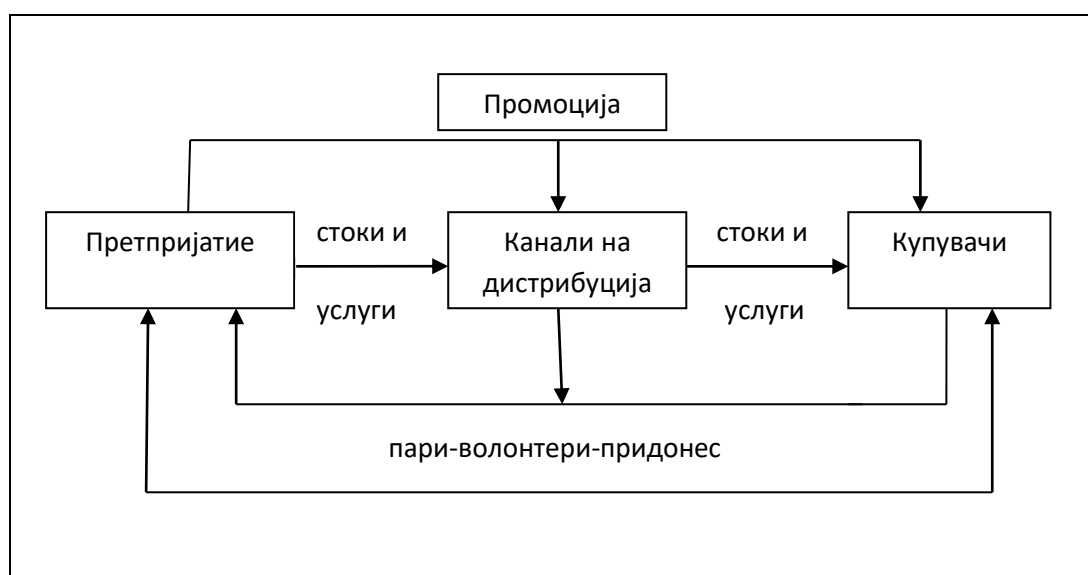 Промоција
Претпријатие
стоки и
услуги
Канали на
дистрибуција
стоки и
услуги
Купувачи
пари-волонтери-придонес